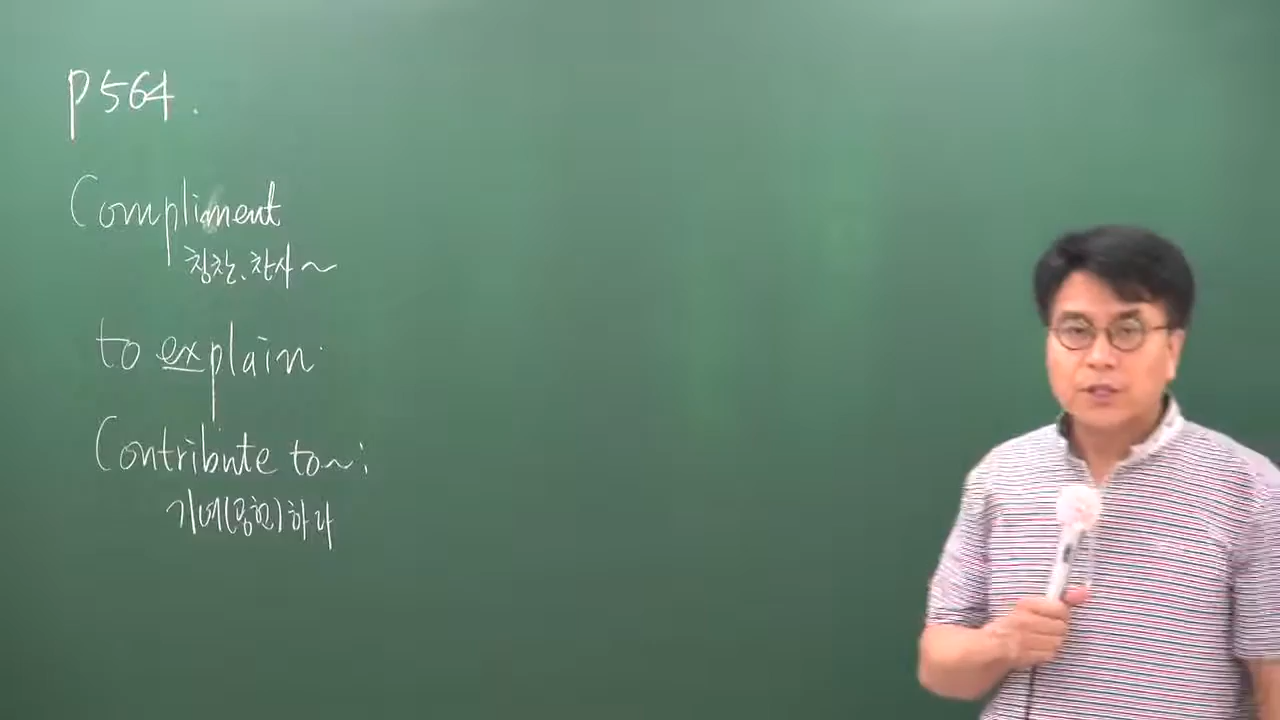 P564.
Compliment
칭찬, 찬사~
to explain
Contribute to~:
기여(공헌)하다